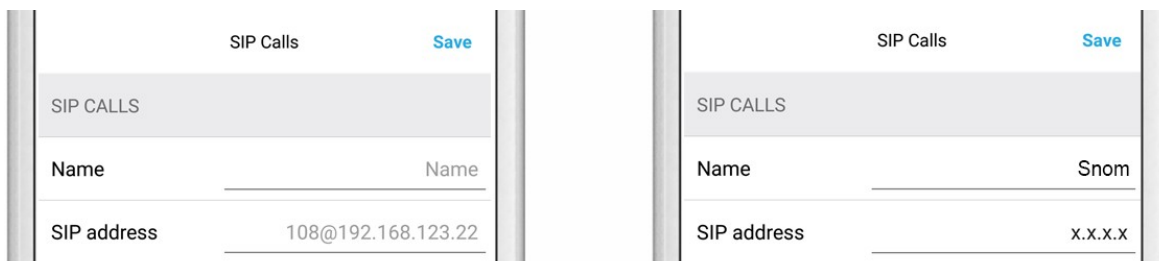 SIP Calls Save
SIP CALLS
Name Name
SIP address 108@192.168.123.22
SIP Calls Save
SIP CALLS
Name Snom
SIP address x.x.x.x